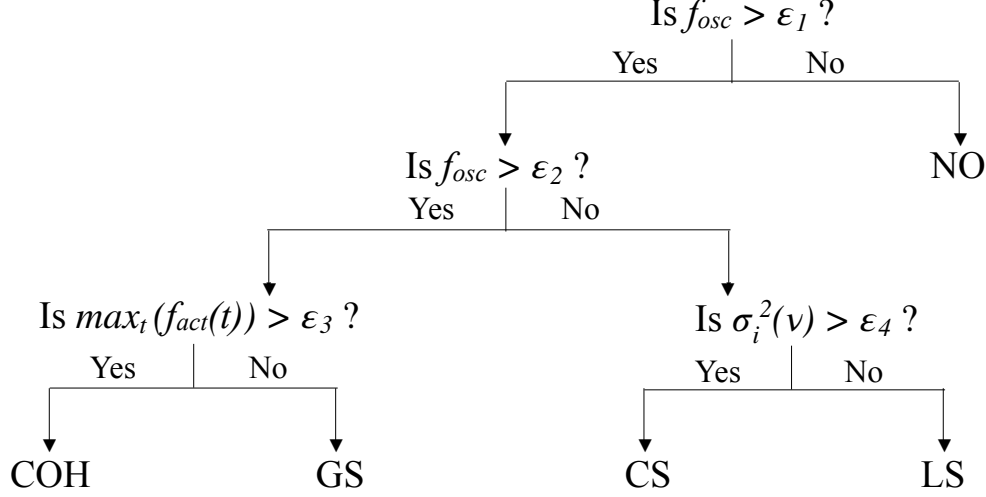 Is f_osc > ε_1 ?
Yes No
Is f_osc > ε_2 ?
NO
Yes No
Is max_t (f_act(t)) > ε_3 ?
Is σ_i^2(ν) > ε_4 ?
Yes No
Yes No
COH GS CS LS